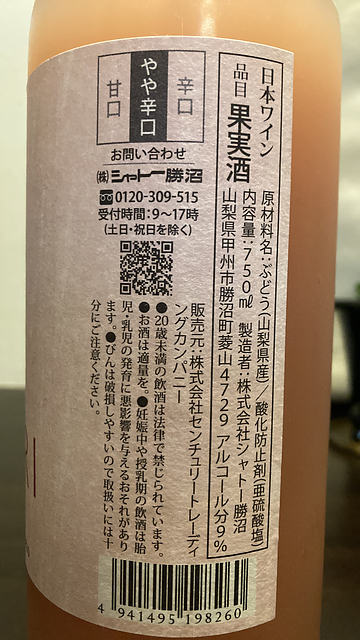 日本ワイン
品目 果実酒
原材料名:ぶどう(山梨県産)/酸化防止剤(亜硫酸塩)
内容量:750㎖ 製造者:株式会社シャトー勝沼
山梨県甲州市勝沼町菱山4729 アルコール分9%
辛口
やや辛口
甘口
お問い合わせ
㈱シャトー勝沼
0120-309-515
受付時間:9〜17時
(土日・祝日を除く)
販売元:株式会社センチュリートレーディ
ングカンパニー
●20歳未満の飲酒は法律で禁じられています。
●お酒は適量を。●妊娠中や授乳期の飲酒は胎
児・乳児の発育に悪影響を与えるおそれがあり
ます。●びんは破損しやすいので取扱いには十
分にご注意ください。
4 941495 198260